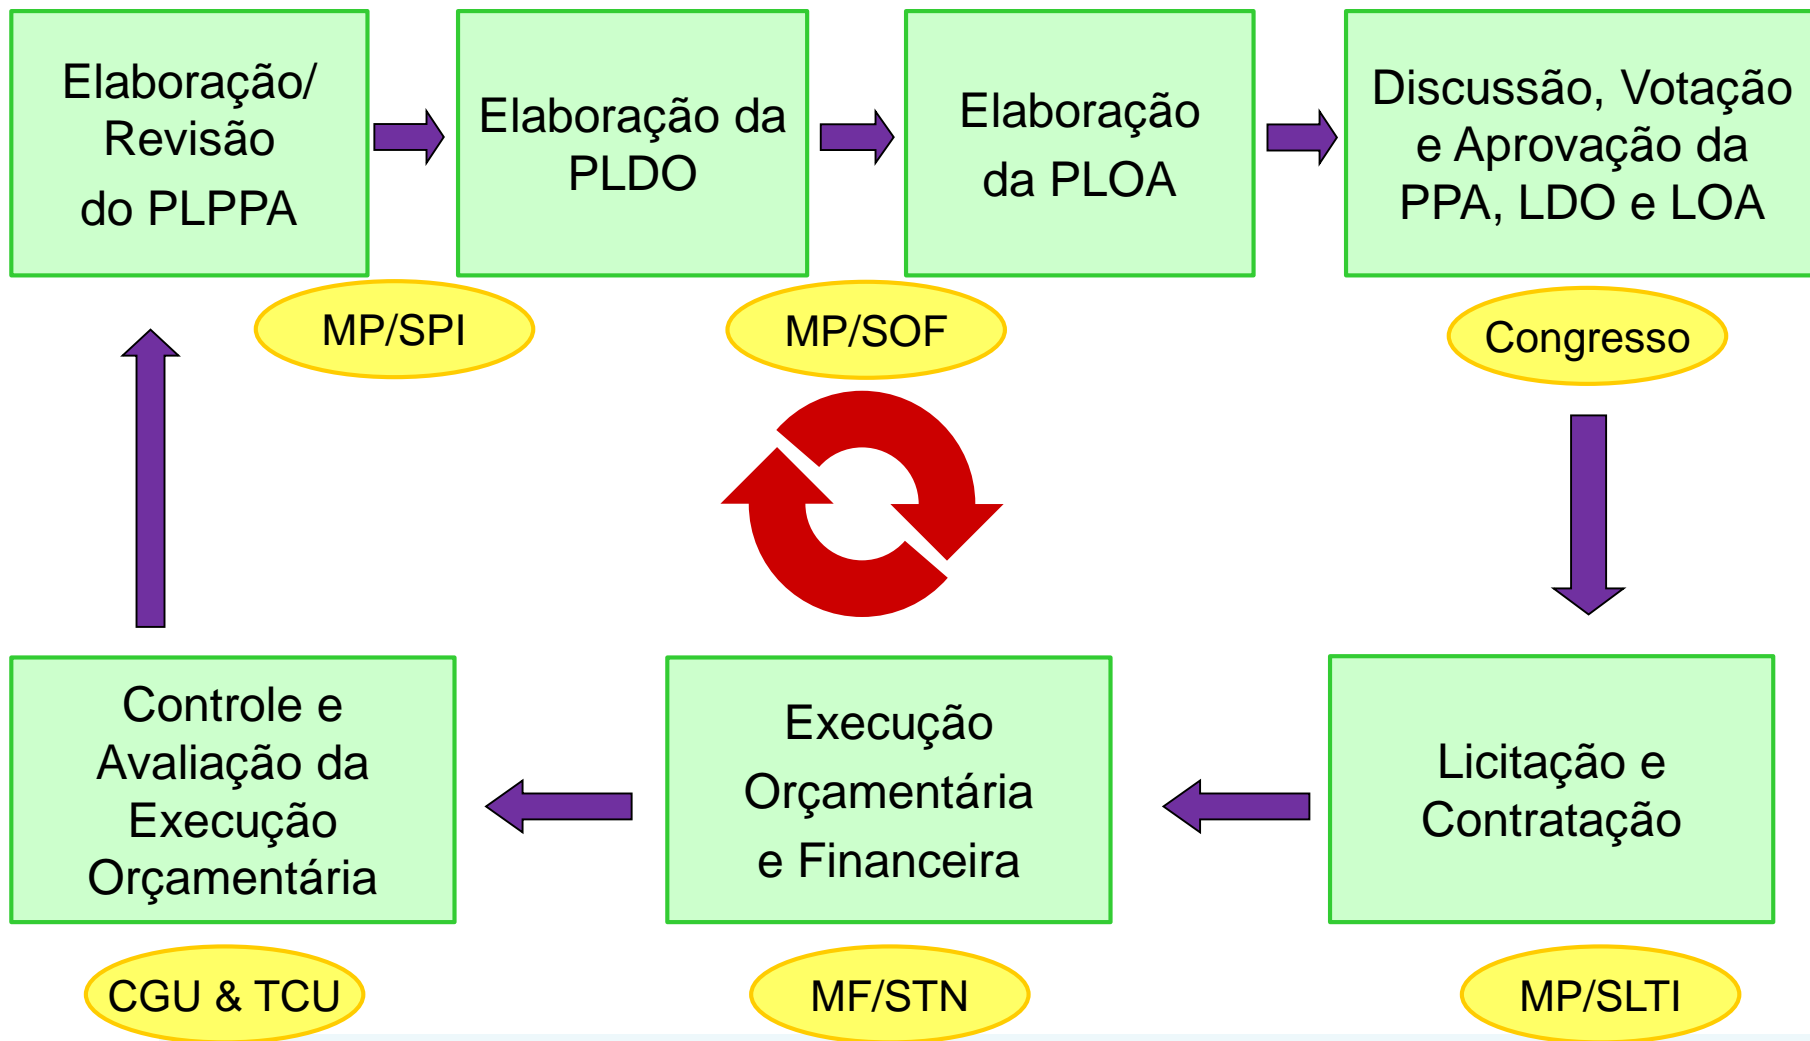 Elaboração/
Revisão
do PLPPA
Elaboração da
PLDO
Elaboração
da PLOA
Discussão, Votação
e Aprovação da
PPA, LDO e LOA
MP/SPI
MP/SOF
Congresso
Controle e
Avaliação da
Execução
Orçamentária
Execução
Orçamentária
e Financeira
Licitação e
Contratação
CGU & TCU
MF/STN
MP/SLTI